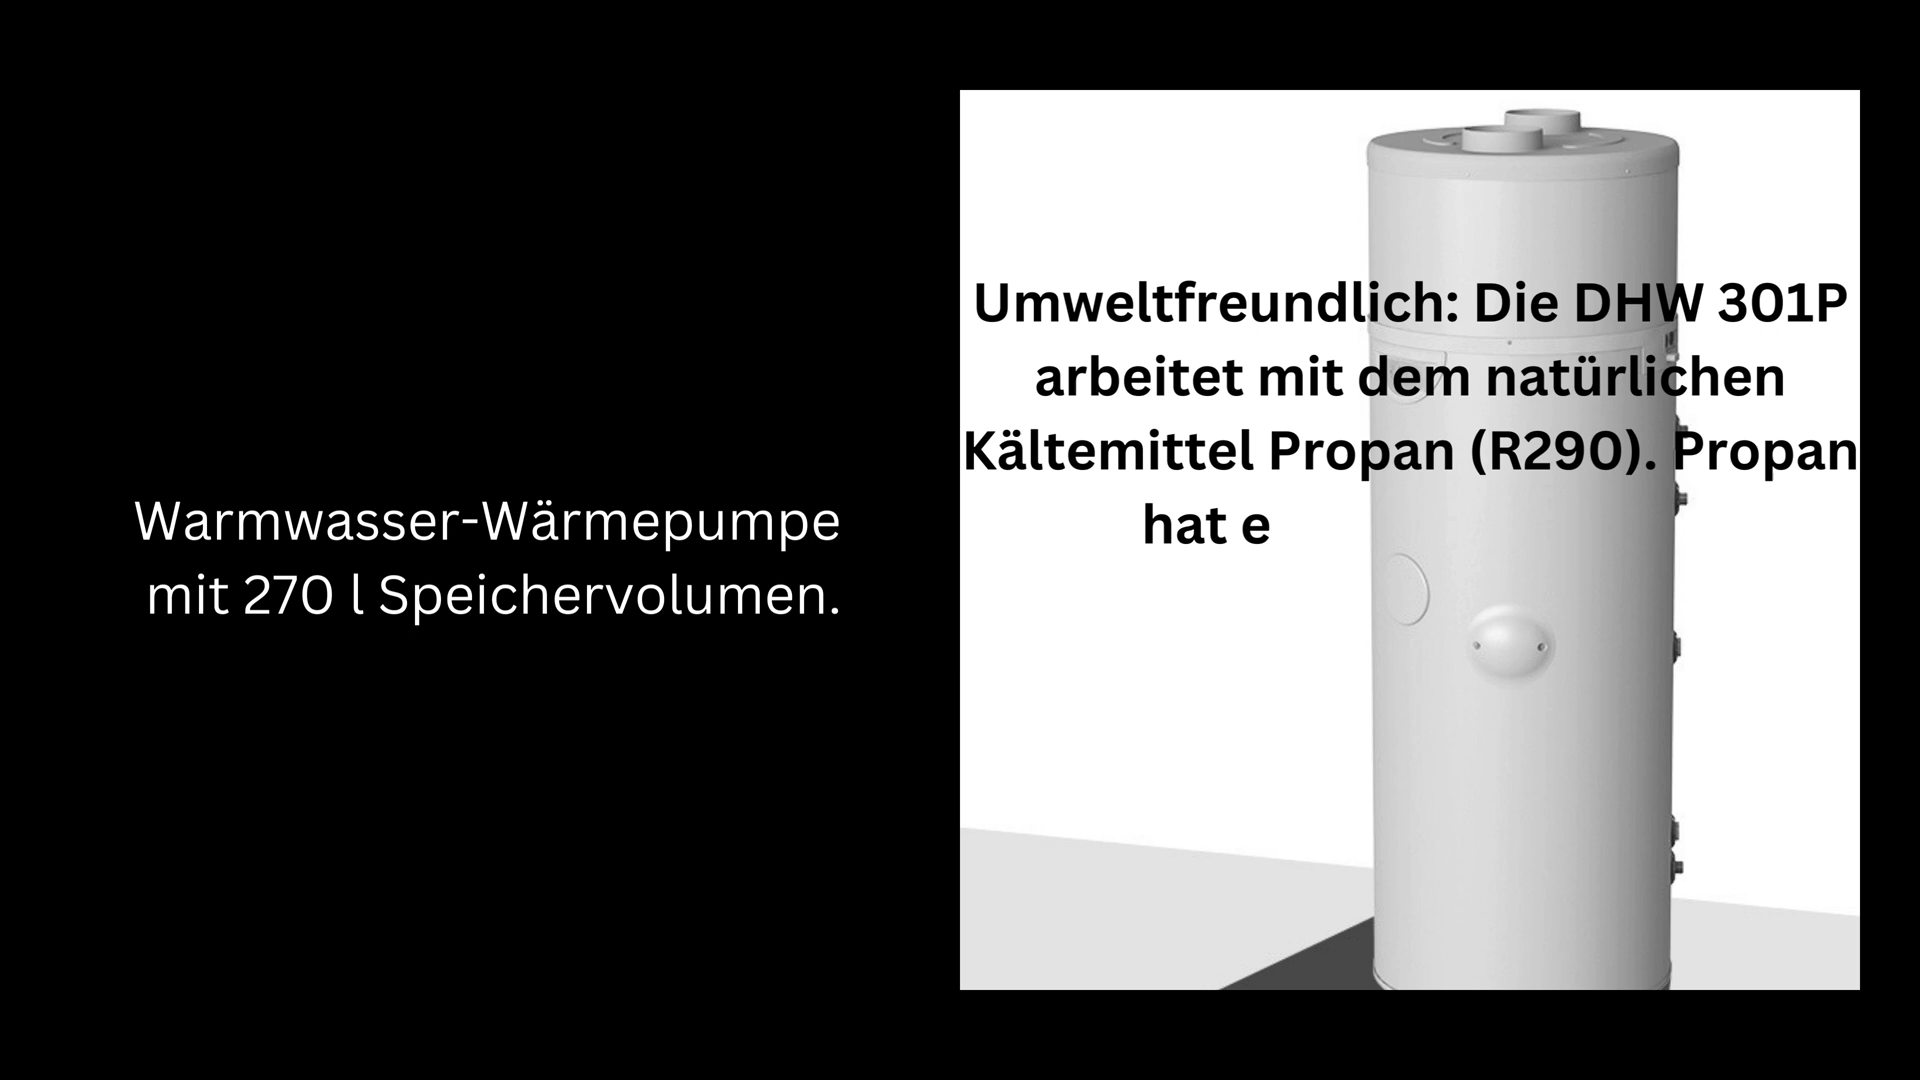 Warmwasser-Wärmepumpe
mit 270 l Speichervolumen.
Umweltfreundlich: Die DHW 301P
arbeitet mit dem natürlichen
Kältemittel Propan (R290). Propan
hat e